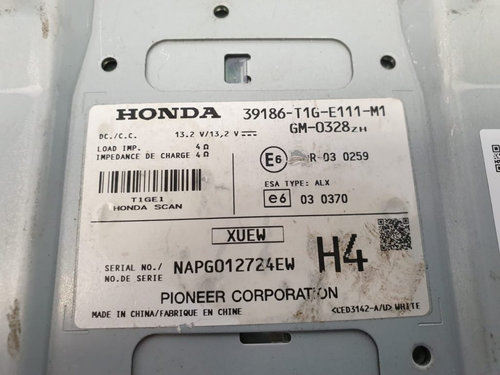 HONDA 39186-T1G-E111-M1
GM-0328ZH
DC./C.C. 13.2 V/13,2 V
LOAD IMP. 4Ω
IMPEDANCE DE CHARGE 4Ω
E6 R-03 0259
ESA TYPE: ALX
e6 03 0370
T1GE1
HONDA SCAN
XUEW
SERIAL NO./
NO.DE SERIE
NAPG012724EW H4
PIONEER CORPORATION
MADE IN CHINA/FABRIQUE EN CHINE
<CED3142-A/U> WHITE